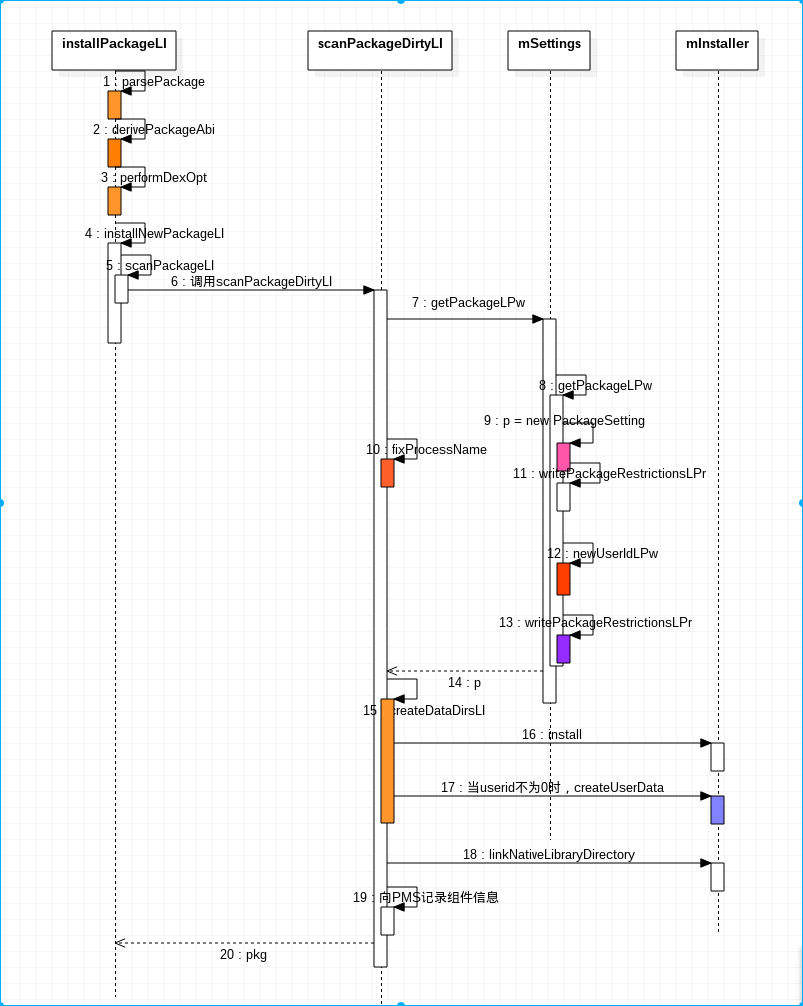 installPackageLI
scanPackageDirtyLI
mSettings
mInstaller
1 : parsePackage
2 : derivePackageAbi
3 : performDexOpt
4 : installNewPackageLI
5 : scanPackageLI
6 : 调用scanPackageDirtyLI
7 : getPackageLPw
8 : getPackageLPw
9 : p = new PackageSetting
10 : fixProcessName
11 : writePackageRestrictionsLPr
12 : newUserIdLPw
13 : writePackageRestrictionsLPr
14 : p
15 : createDataDirsLI
16 : install
17 : 当userid不为0时，createUserData
18 : linkNativeLibraryDirectory
19 : 向PMS记录组件信息
20 : pkg